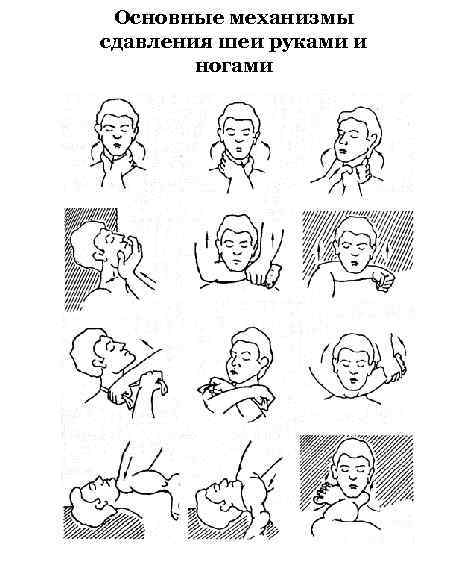 Основные механизмы
сдавления шеи руками и
ногами